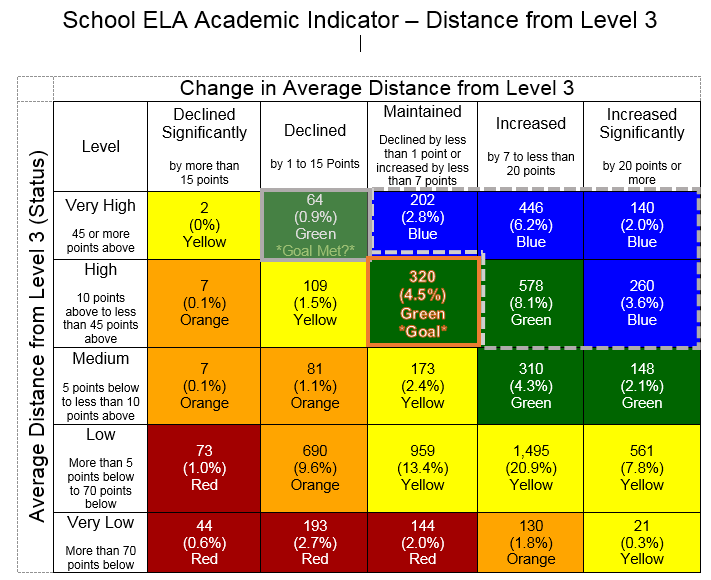 School ELA Academic Indicator – Distance from Level 3
Change in Average Distance from Level 3
Average Distance from Level 3 (Status)
Level
Declined
Significantly
by more than
15 points
Declined
by 1 to 15 Points
Maintained
Declined by less
than 1 point or
increased by less
than 7 points
Increased
by 7 to less than
20 points
Increased
Significantly
by 20 points or
more
Very High
45 or more
points above
2
(0%)
Yellow
64
(0.9%)
Green
*Goal Met?*
202
(2.8%)
Blue
446
(6.2%)
Blue
140
(2.0%)
Blue
High
10 points
above to less
than 45 points
above
7
(0.1%)
Orange
109
(1.5%)
Yellow
320
(4.5%)
Green
*Goal*
578
(8.1%)
Green
260
(3.6%)
Blue
Medium
5 points below
to less than 10
points above
7
(0.1%)
Orange
81
(1.1%)
Orange
173
(2.4%)
Yellow
310
(4.3%)
Green
148
(2.1%)
Green
Low
More than 5
points below
to 70 points
below
73
(1.0%)
Red
690
(9.6%)
Orange
959
(13.4%)
Yellow
1,495
(20.9%)
Yellow
561
(7.8%)
Yellow
Very Low
More than 70
points below
44
(0.6%)
Red
193
(2.7%)
Red
144
(2.0%)
Red
130
(1.8%)
Orange
21
(0.3%)
Yellow